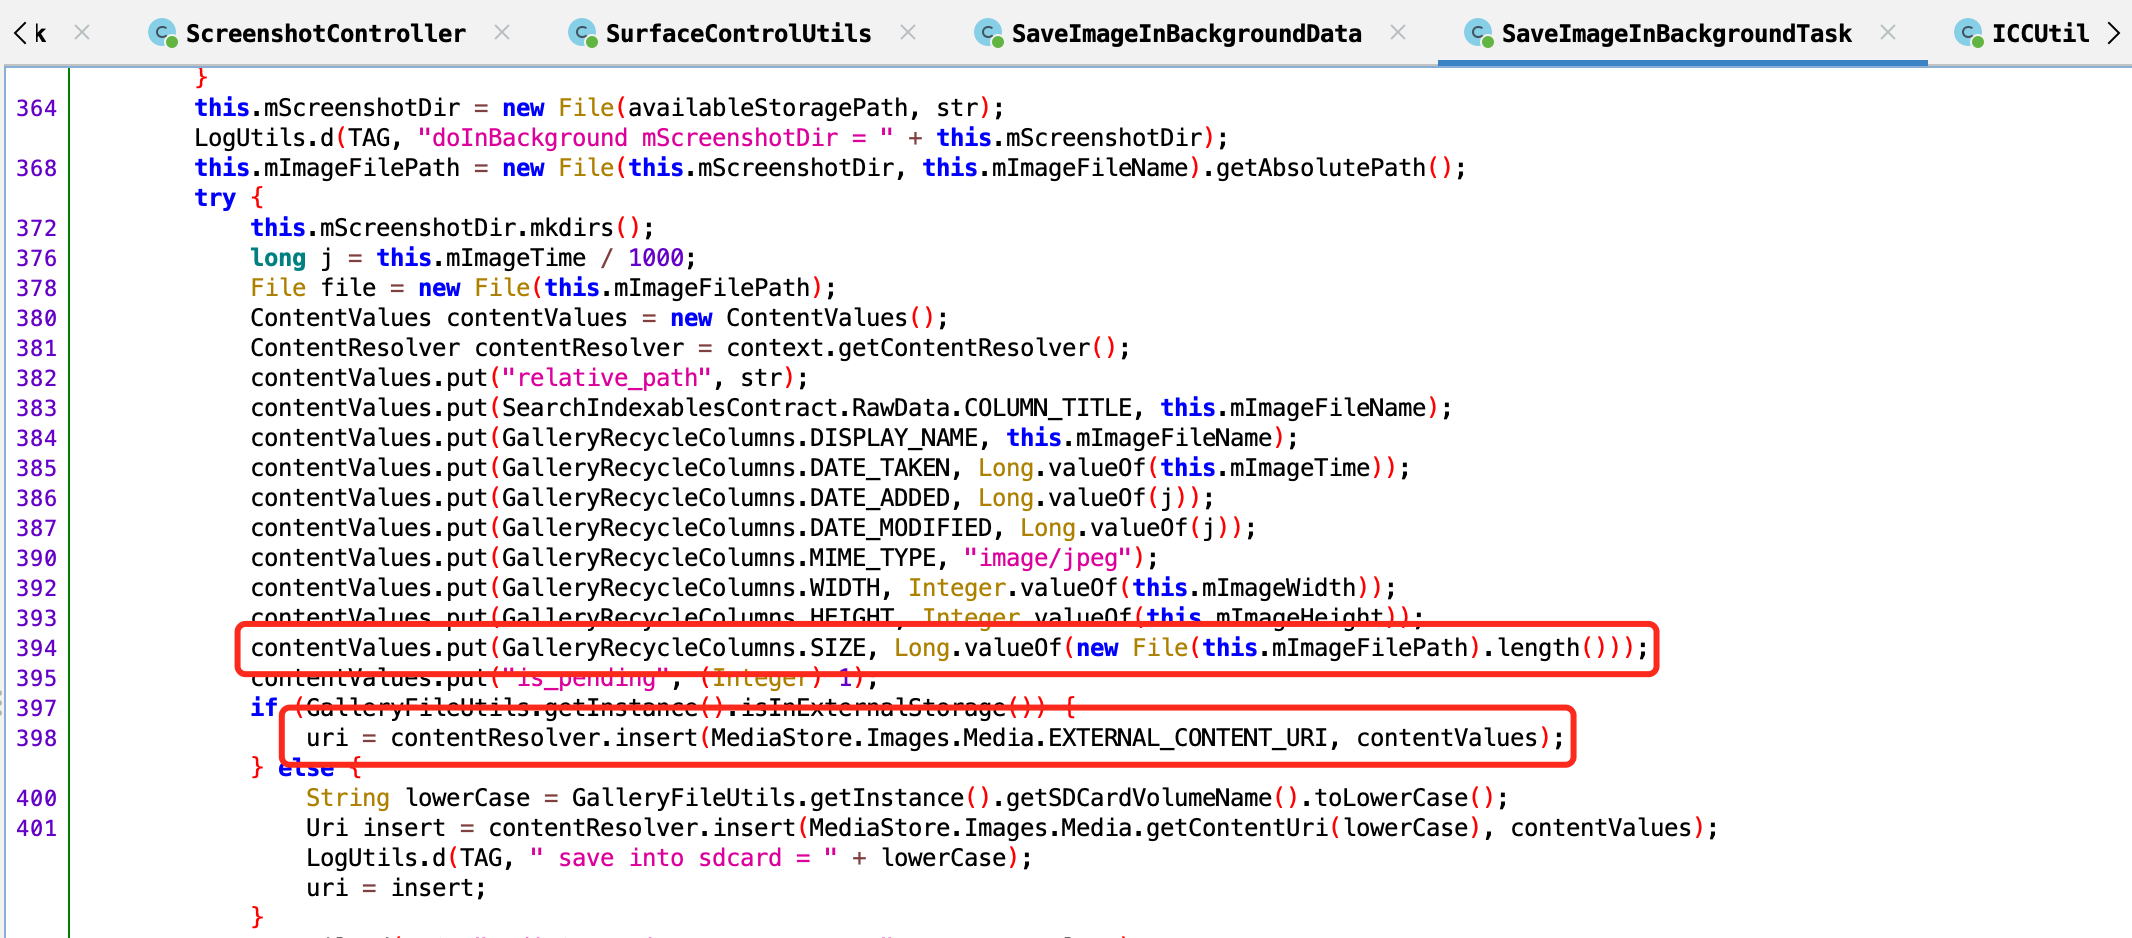 k ScreenshotController SurfaceControlUtils SaveImageInBackgroundData SaveImageInBackgroundTask ICCUtil
}
364 this.mScreenshotDir = new File(availableStoragePath, str);
LogUtils.d(TAG, "doInBackground mScreenshotDir = " + this.mScreenshotDir);
368 this.mImageFilePath = new File(this.mScreenshotDir, this.mImageFileName).getAbsolutePath();
try {
372 this.mScreenshotDir.mkdirs();
376 long j = this.mImageTime / 1000;
378 File file = new File(this.mImageFilePath);
380 ContentValues contentValues = new ContentValues();
381 ContentResolver contentResolver = context.getContentResolver();
382 contentValues.put("relative_path", str);
383 contentValues.put(SearchIndexablesContract.RawData.COLUMN_TITLE, this.mImageFileName);
384 contentValues.put(GalleryRecycleColumns.DISPLAY_NAME, this.mImageFileName);
385 contentValues.put(GalleryRecycleColumns.DATE_TAKEN, Long.valueOf(this.mImageTime));
386 contentValues.put(GalleryRecycleColumns.DATE_ADDED, Long.valueOf(j));
387 contentValues.put(GalleryRecycleColumns.DATE_MODIFIED, Long.valueOf(j));
390 contentValues.put(GalleryRecycleColumns.MIME_TYPE, "image/jpeg");
392 contentValues.put(GalleryRecycleColumns.WIDTH, Integer.valueOf(this.mImageWidth));
393 contentValues.put(GalleryRecycleColumns.HEIGHT, Integer.valueOf(this.mImageHeight));
394 contentValues.put(GalleryRecycleColumns.SIZE, Long.valueOf(new File(this.mImageFilePath).length()));
395 contentValues.put("is_pending", (Integer) 1);
397 if (GalleryFileUtils.getInstance().isInExternalStorage()) {
398 uri = contentResolver.insert(MediaStore.Images.Media.EXTERNAL_CONTENT_URI, contentValues);
} else {
400 String lowerCase = GalleryFileUtils.getInstance().getSDCardVolumeName().toLowerCase();
401 Uri insert = contentResolver.insert(MediaStore.Images.Media.getContentUri(lowerCase), contentValues);
LogUtils.d(TAG, " save into sdcard = " + lowerCase);
uri = insert;
}